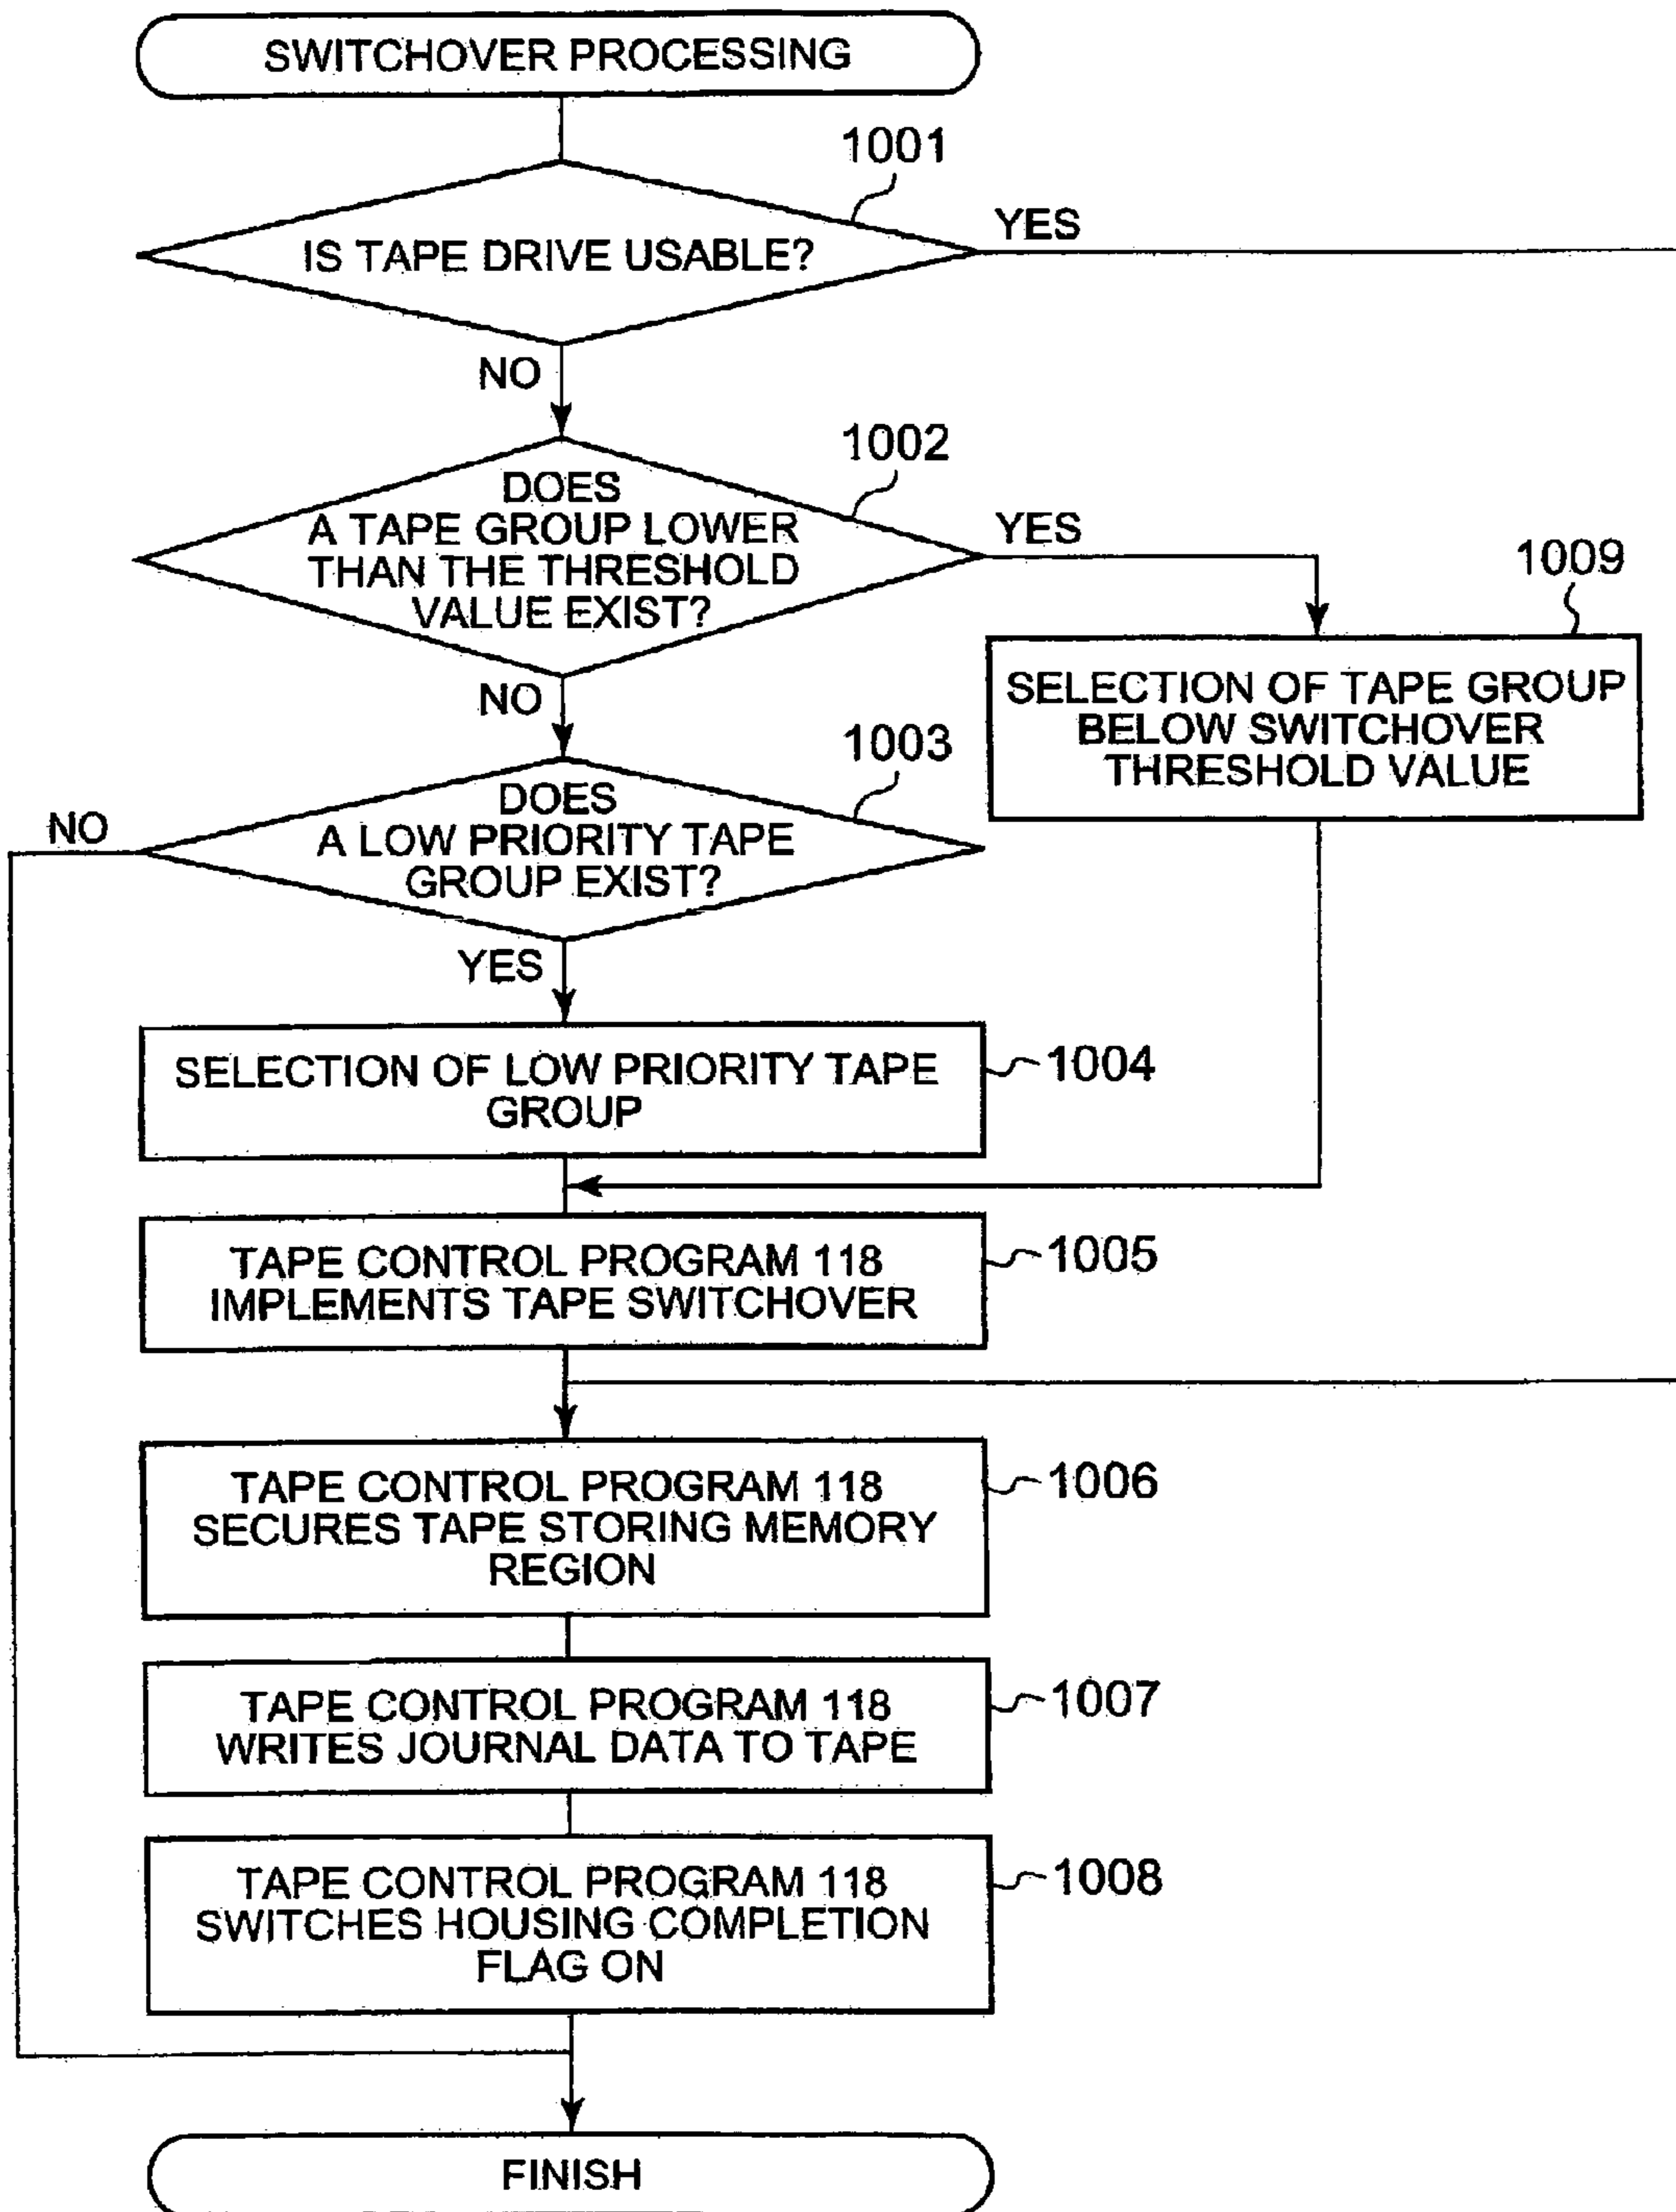 SWITCHOVER PROCESSING
1001
IS TAPE DRIVE USABLE?
YES
NO
1002
DOES
A TAPE GROUP LOWER
THAN THE THRESHOLD
VALUE EXIST?
YES
NO
1009
SELECTION OF TAPE GROUP
BELOW SWITCHOVER
THRESHOLD VALUE
1003
DOES
A LOW PRIORITY TAPE
GROUP EXIST?
NO
YES
SELECTION OF LOW PRIORITY TAPE
GROUP
1004
TAPE CONTROL PROGRAM 118
IMPLEMENTS TAPE SWITCHOVER
1005
TAPE CONTROL PROGRAM 118
SECURES TAPE STORING MEMORY
REGION
1006
TAPE CONTROL PROGRAM 118
WRITES JOURNAL DATA TO TAPE
1007
TAPE CONTROL PROGRAM 118
SWITCHES HOUSING COMPLETION
FLAG ON
1008
FINISH